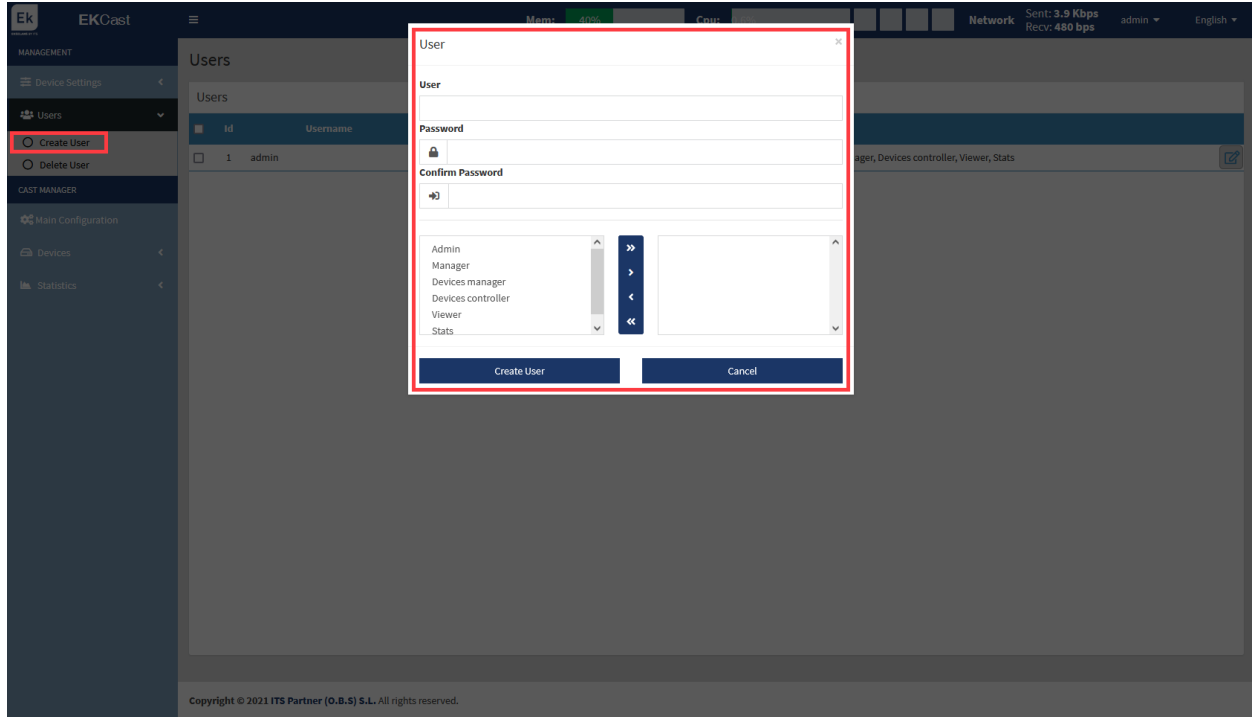 Ek EKCast Mem: 40% Cpu: Network Sent: 3.9 Kbps admin English
Recv: 480 bps
MANAGEMENT
Device Settings
Users
Create User
Delete User
CAST MANAGER
Main Configuration
Devices
Statistics
Users
Users
Id Username
1 admin
ager, Devices controller, Viewer, Stats
User ×
User
Password
Confirm Password
Admin
Manager
Devices manager
Devices controller
Viewer
Stats
Create User Cancel
Copyright © 2021 ITS Partner (O.B.S) S.L. All rights reserved.